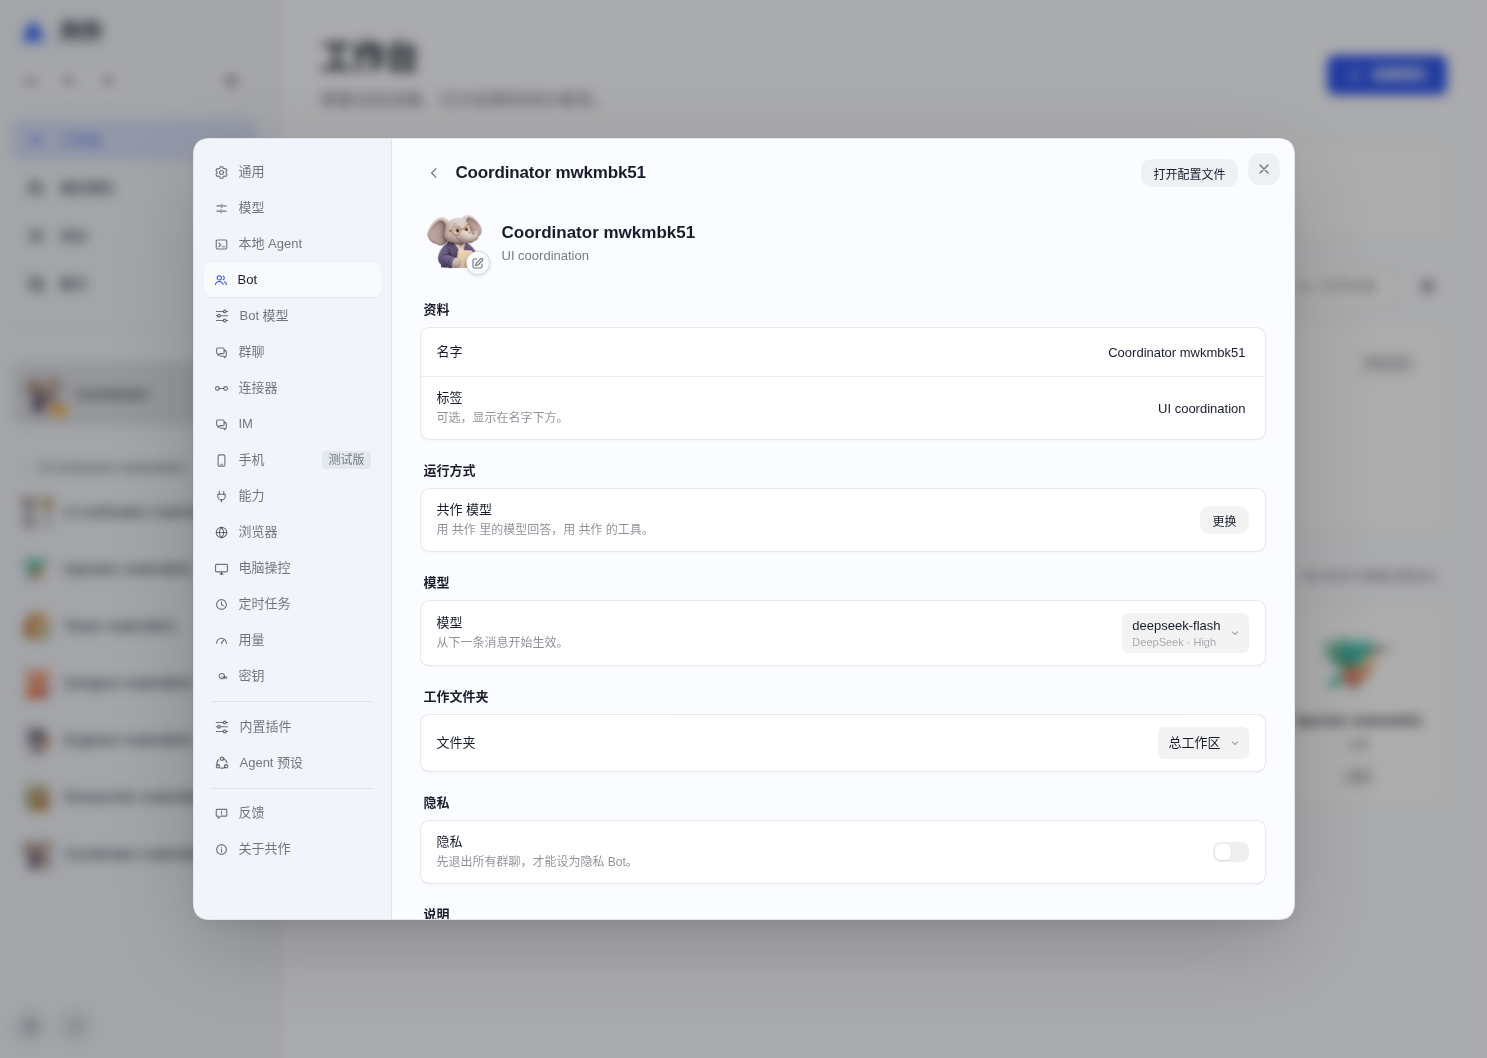 工作台
通用
模型
本地 Agent
Bot
Bot 模型
群聊
连接器
IM
手机
测试版
能力
浏览器
电脑操控
定时任务
用量
密钥
内置插件
Agent 预设
反馈
关于共作
Coordinator mwkmbk51
打开配置文件
Coordinator mwkmbk51
UI coordination
资料
名字
Coordinator mwkmbk51
标签
可选，显示在名字下方。
UI coordination
运行方式
共作 模型
用 共作 里的模型回答，用 共作 的工具。
更换
模型
模型
从下一条消息开始生效。
deepseek-flash
DeepSeek · High
工作文件夹
文件夹
总工作区
隐私
隐私
先退出所有群聊，才能设为隐私 Bot。
说明